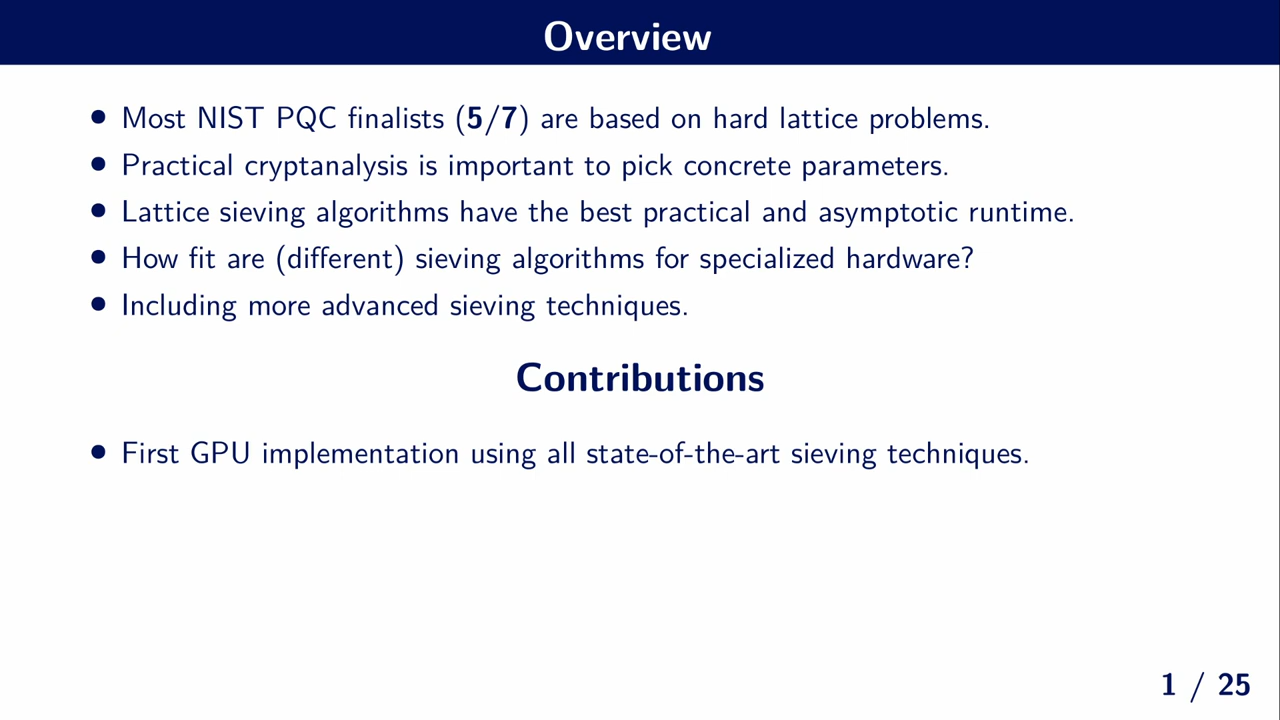 Overview
• Most NIST PQC finalists (5/7) are based on hard lattice problems.
• Practical cryptanalysis is important to pick concrete parameters.
• Lattice sieving algorithms have the best practical and asymptotic runtime.
• How fit are (different) sieving algorithms for specialized hardware?
• Including more advanced sieving techniques.
Contributions
• First GPU implementation using all state-of-the-art sieving techniques.
1 / 25